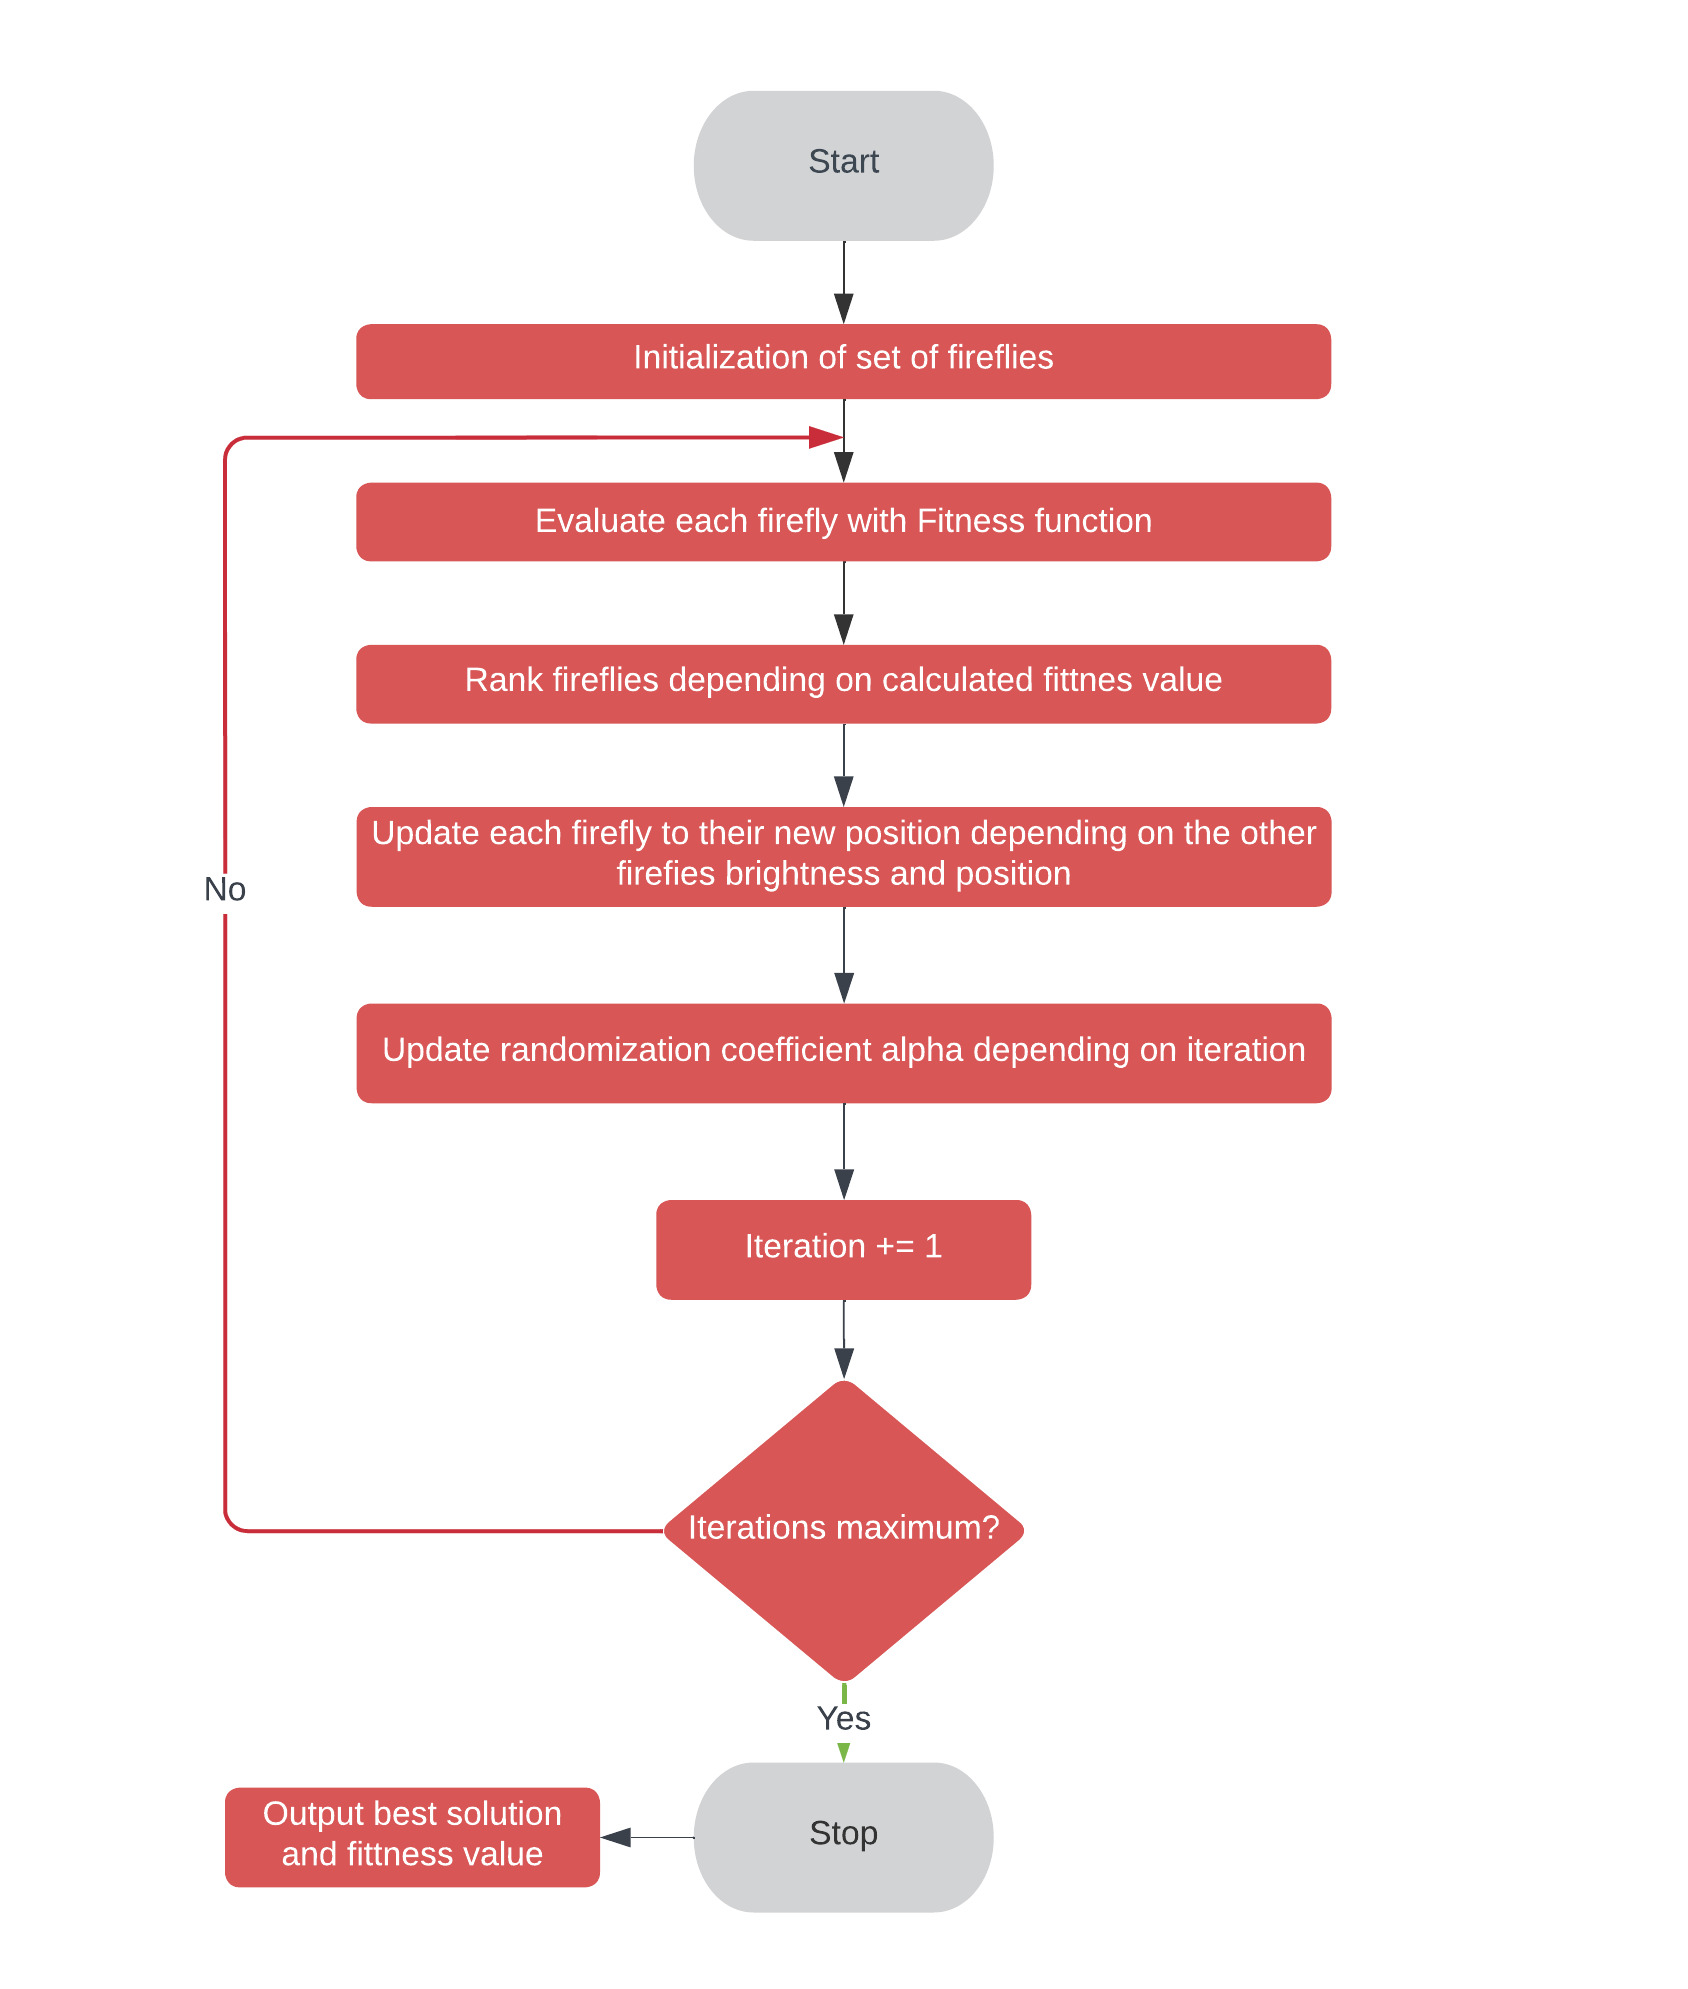 Start
Initialization of set of fireflies
Evaluate each firefly with Fitness function
Rank fireflies depending on calculated fittnes value
Update each firefly to their new position depending on the other
firefies brightness and position
No
Update randomization coefficient alpha depending on iteration
Iteration += 1
Iterations maximum?
Yes
Stop
Output best solution
and fittness value